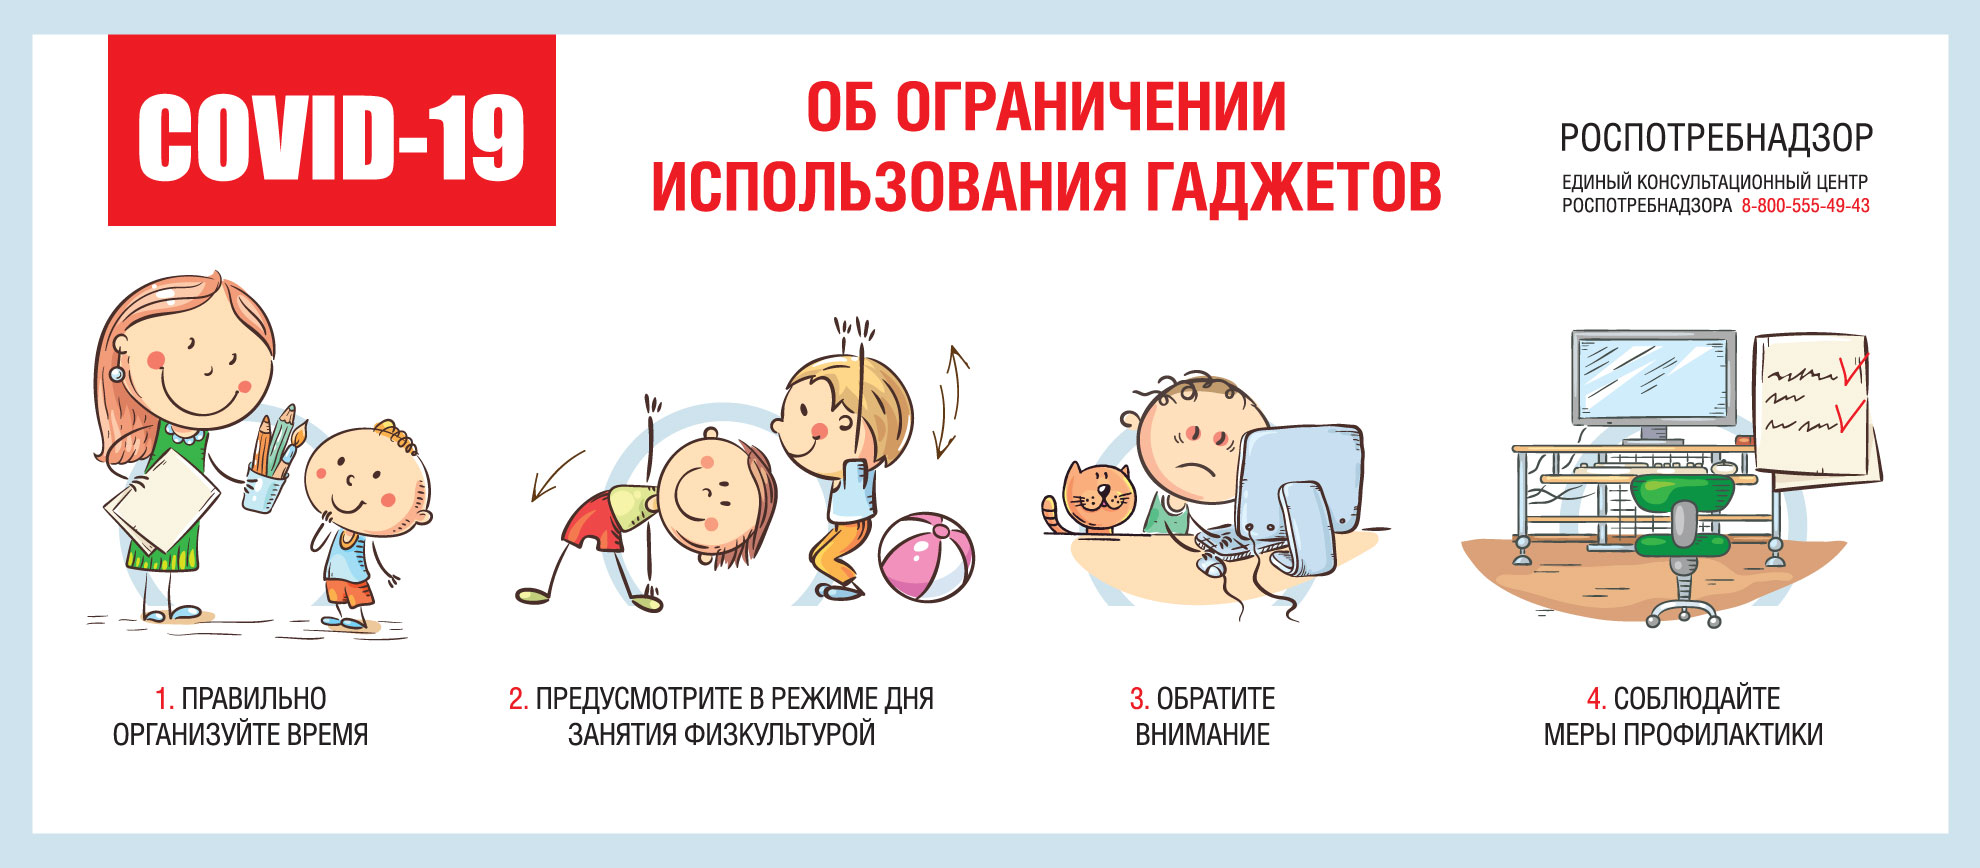 COVID-19
ОБ ОГРАНИЧЕНИИ
ИСПОЛЬЗОВАНИЯ ГАДЖЕТОВ
РОСПОТРЕБНАДЗОР
ЕДИНЫЙ КОНСУЛЬТАЦИОННЫЙ ЦЕНТР
РОСПОТРЕБНАДЗОРА 8-800-555-49-43
1. ПРАВИЛЬНО
ОРГАНИЗУЙТЕ ВРЕМЯ
2. ПРЕДУСМОТРИТЕ В РЕЖИМЕ ДНЯ
ЗАНЯТИЯ ФИЗКУЛЬТУРОЙ
3. ОБРАТИТЕ
ВНИМАНИЕ
4. СОБЛЮДАЙТЕ
МЕРЫ ПРОФИЛАКТИКИ